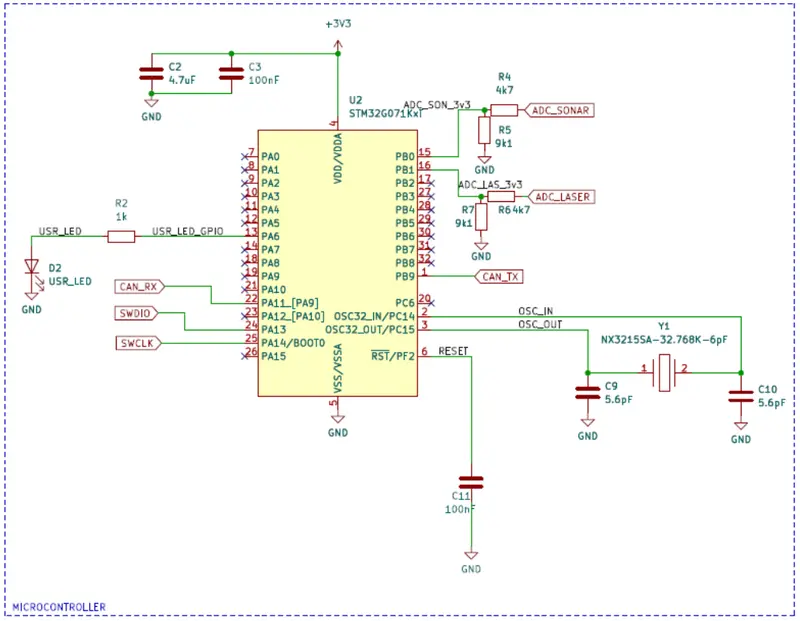 +3V3
C2
4.7uF
C3
100nF
GND
U2
STM32G071KxT
ADC_SON_3v3
R4
4k7
ADC_SONAR
R5
9k1
GND
4
VDD/VDDA
7 PA0
8 PA1
9 PA2
10 PA3
11 PA4
12 PA5
13 PA6
14 PA7
18 PA8
19 PA9
21 PA10
22 PA11_[PA9]
23 PA12_[PA10]
24 PA13
25 PA14/BOOT0
26 PA15
PB0 15
PB1 16
PB2 17
PB3 27
PB4 28
PB5 29
PB6 30
PB7 31
PB8 32
PB9 1
PC6 20
OSC32_IN/PC14 2
OSC32_OUT/PC15 3
RST/PF2 6
VSS/VSSA
5
GND
ADC_LAS_3v3
R6 4k7
ADC_LASER
R7
9k1
GND
CAN_TX
R2
1k
USR_LED
USR_LED_GPIO
D2
USR_LED
GND
CAN_RX
SWDIO
SWCLK
OSC_IN
OSC_OUT
Y1
NX3215SA-32.768K-6pF
1
2
C9
5.6pF
GND
C10
5.6pF
GND
RESET
C11
100nF
GND
MICROCONTROLLER